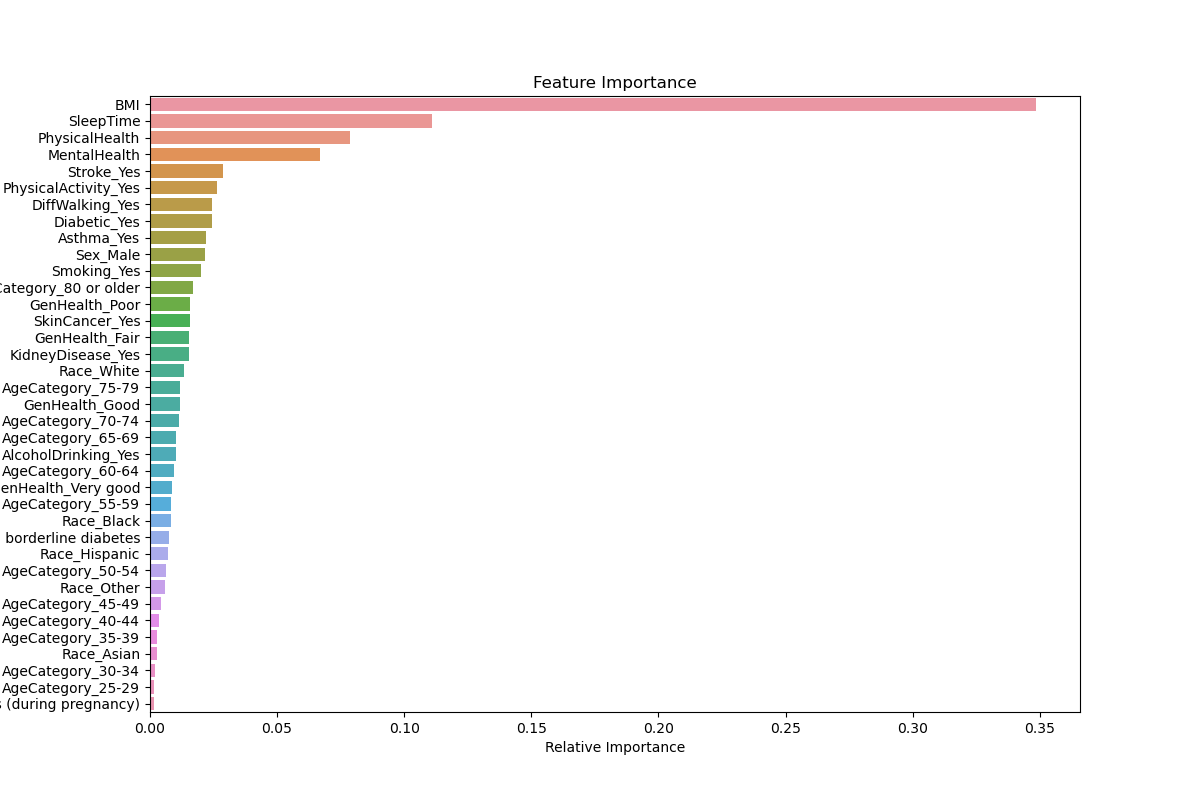 Feature Importance
BMI
SleepTime
PhysicalHealth
MentalHealth
Stroke_Yes
PhysicalActivity_Yes
DiffWalking_Yes
Diabetic_Yes
Asthma_Yes
Sex_Male
Smoking_Yes
Category_80 or older
GenHealth_Poor
SkinCancer_Yes
GenHealth_Fair
KidneyDisease_Yes
Race_White
AgeCategory_75-79
GenHealth_Good
AgeCategory_70-74
AgeCategory_65-69
AlcoholDrinking_Yes
AgeCategory_60-64
enHealth_Very good
AgeCategory_55-59
Race_Black
borderline diabetes
Race_Hispanic
AgeCategory_50-54
Race_Other
AgeCategory_45-49
AgeCategory_40-44
AgeCategory_35-39
Race_Asian
AgeCategory_30-34
AgeCategory_25-29
s (during pregnancy)
0.00 0.05 0.10 0.15 0.20 0.25 0.30 0.35
Relative Importance